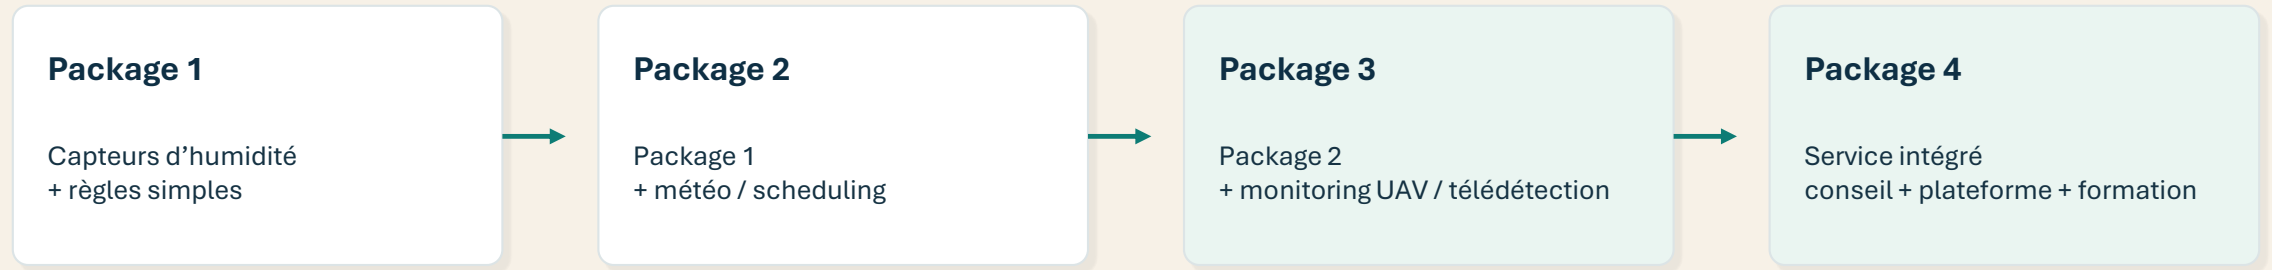 Package 1
Capteurs d’humidité
+ règles simples
Package 2
Package 1
+ météo / scheduling
Package 3
Package 2
+ monitoring UAV / télédétection
Package 4
Service intégré
conseil + plateforme + formation